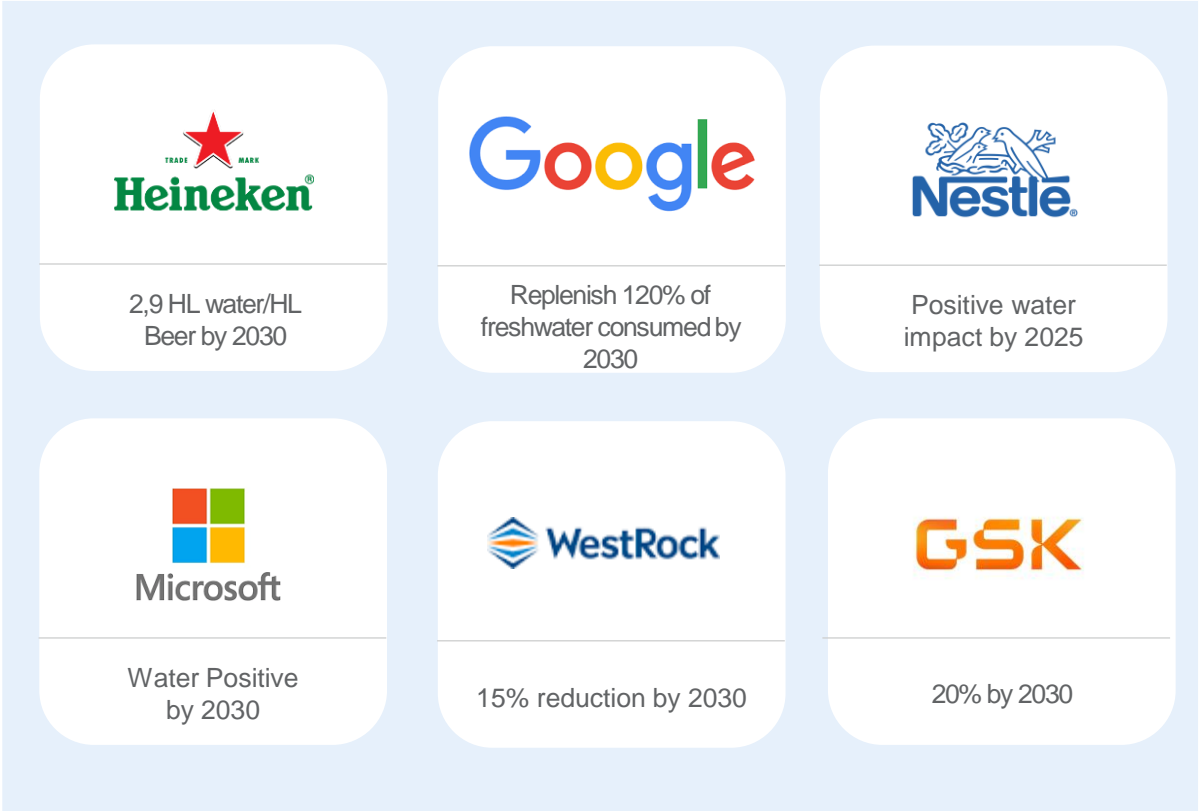 TRADE MARK
Heineken®
2,9 HL water/HL
Beer by 2030
Google
Replenish 120% of
freshwater consumed by
2030
Nestlé®
Positive water
impact by 2025
Microsoft
Water Positive
by 2030
WestRock
15% reduction by 2030
GSK
20% by 2030